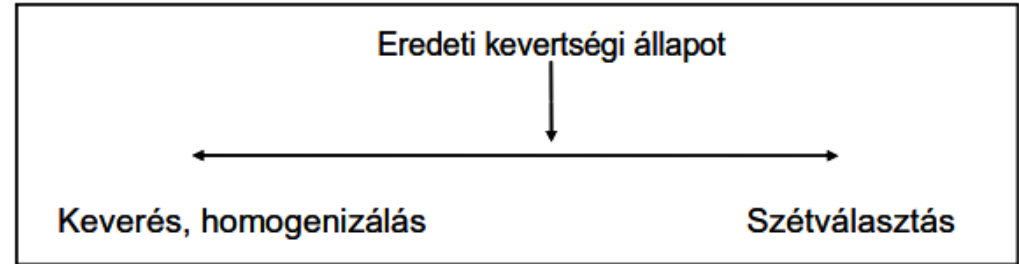 Eredeti kevertségi állapot
Keverés, homogenizálás
Szétválasztás